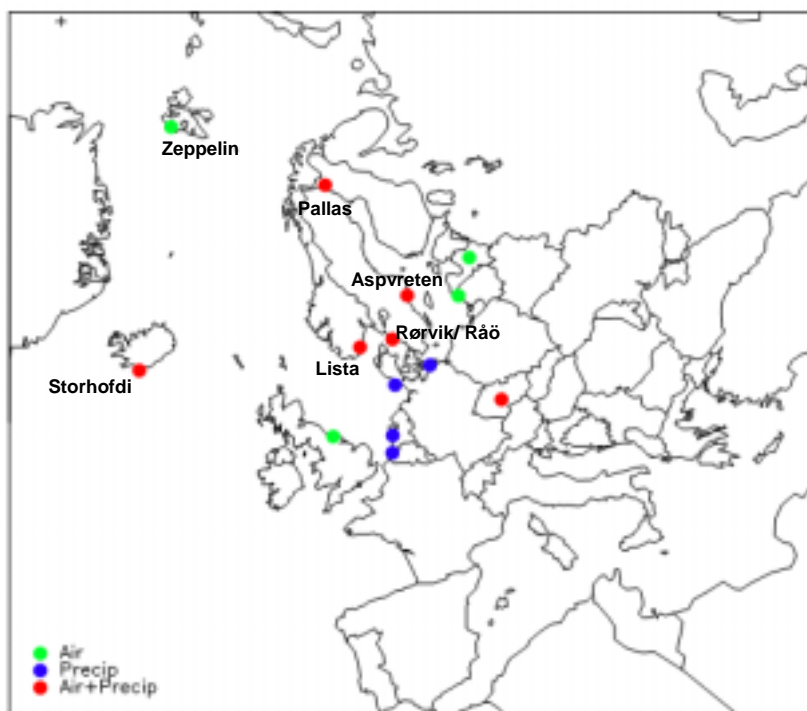 Zeppelin
Pallas
Aspvreten
Rørvik/ Råö
Lista
Storhofdi
Air
Precip
Air+Precip